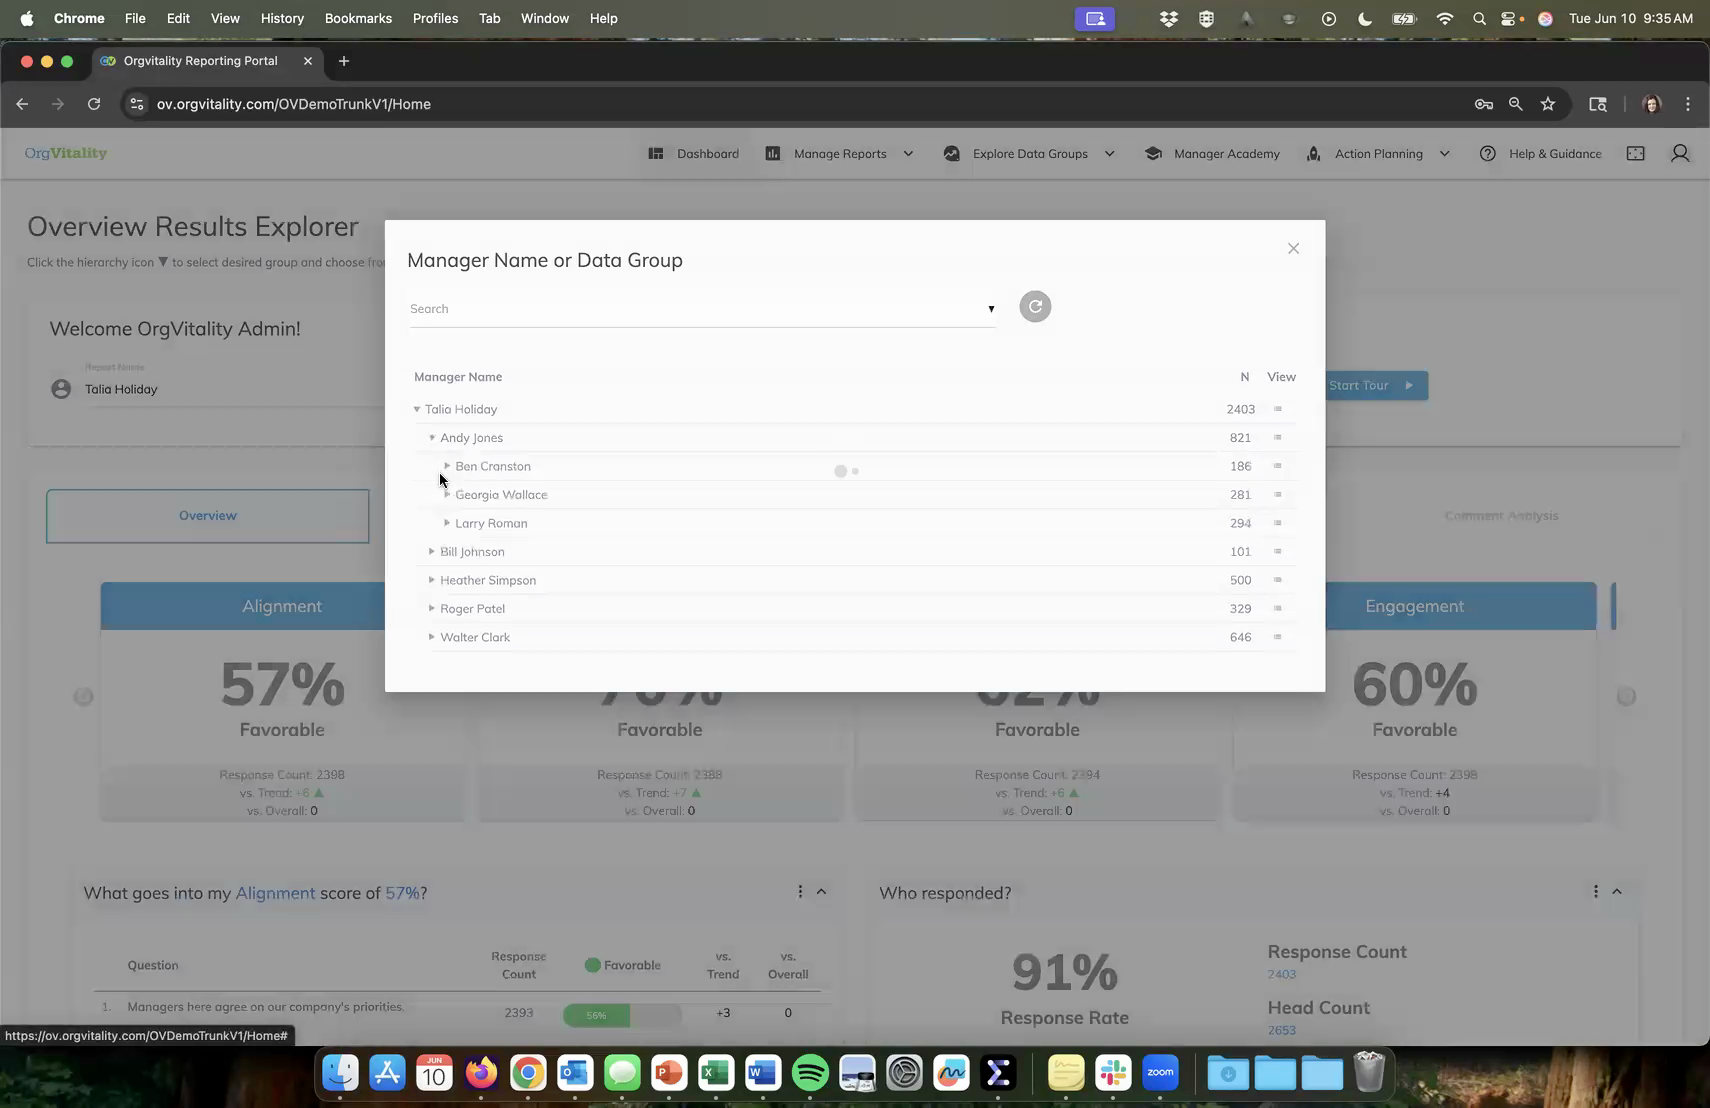 Chrome File Edit View History Bookmarks Profiles Tab Window Help Tue Jun 10 9:35 AM
Orgvitality Reporting Portal
ov.orgvitality.com/OVDemoTrunkV1/Home
OrgVitality Dashboard Manage Reports Explore Data Groups Manager Academy Action Planning Help & Guidance
Overview Results Explorer
Click the hierarchy icon ▼ to select desired group and choose
Manager Name or Data Group
Search
Welcome OrgVitality Admin!
Report Name
Talia Holiday
Start Tour
Manager Name N View
Talia Holiday 2403
Andy Jones 821
Ben Cranston 186
Georgia Wallace 281
Larry Roman 294
Bill Johnson 101
Heather Simpson 500
Roger Patel 329
Walter Clark 646
Overview
Comment Analysis
Alignment
Engagement
57%
60%
Favorable Favorable Favorable Favorable
Response Count: 2398 Response Count: 2388 Response Count: 2394 Response Count: 2398
vs. Trend: +6 ▲ vs. Trend: +7 ▲ vs. Trend: +6 ▲ vs. Trend: +4
vs. Overall: 0 vs. Overall: 0 vs. Overall: 0 vs. Overall: 0
What goes into my Alignment score of 57%?
Who responded?
Question Response Count Favorable vs. Trend vs. Overall
1. Managers here agree on our company's priorities. 2393 56% +3 0
91%
Response Rate
Response Count
2403
Head Count
2653
https://ov.orgvitality.com/OVDemoTrunkV1/Home#
JUN
10
zoom